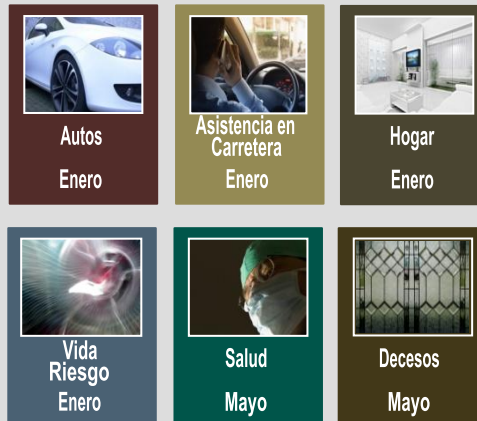 Autos
Enero
Asistencia en
Carretera
Enero
Hogar
Enero
Vida
Riesgo
Enero
Salud
Mayo
Decesos
Mayo